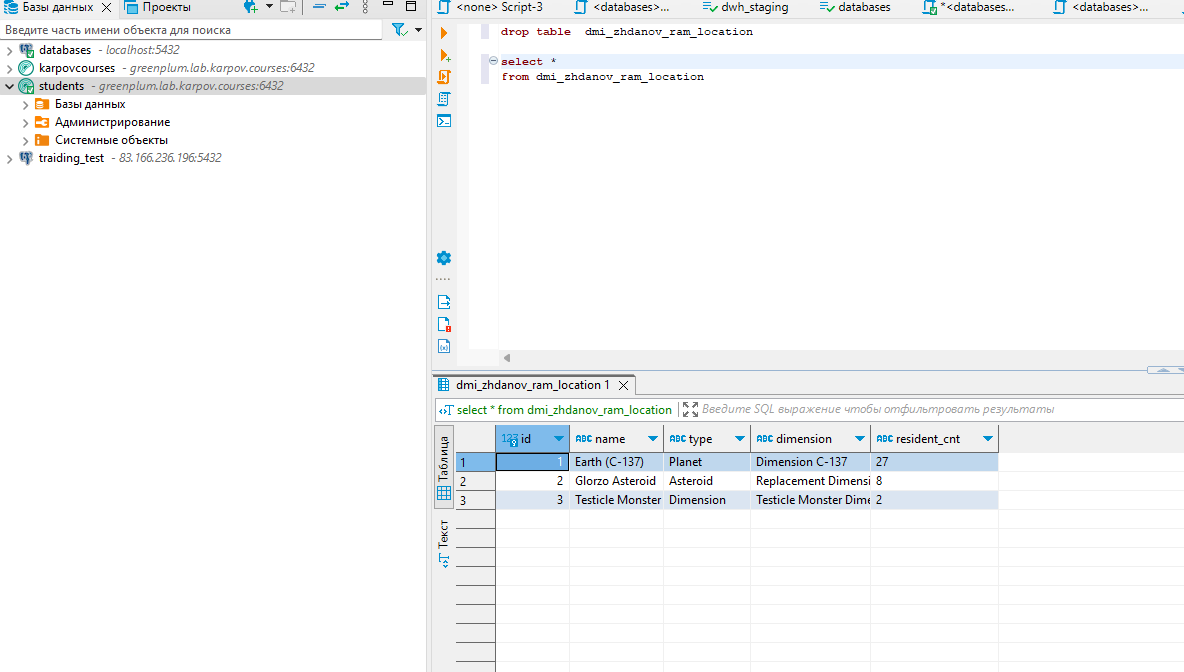 Базы данных
Проекты
Введите часть имени объекта для поиска
databases - localhost:5432
karpovcourses - greenplum.lab.karpov.courses:6432
students - greenplum.lab.karpov.courses:6432
Базы данных
Администрирование
Системные объекты
traiding_test - 83.166.236.196:5432
<none> Script-3
<databases>...
dwh_staging
databases
*<databases...
<databases>...
drop table dmi_zhdanov_ram_location
select *
from dmi_zhdanov_ram_location
dmi_zhdanov_ram_location 1
select * from dmi_zhdanov_ram_location
Введите SQL выражение чтобы отфильтровать результаты
Таблица
Текст
123 id ABC name ABC type ABC dimension ABC resident_cnt
1 1 Earth (C-137) Planet Dimension C-137 27
2 2 Glorzo Asteroid Asteroid Replacement Dimensi 8
3 3 Testicle Monster Dimension Testicle Monster Dime 2